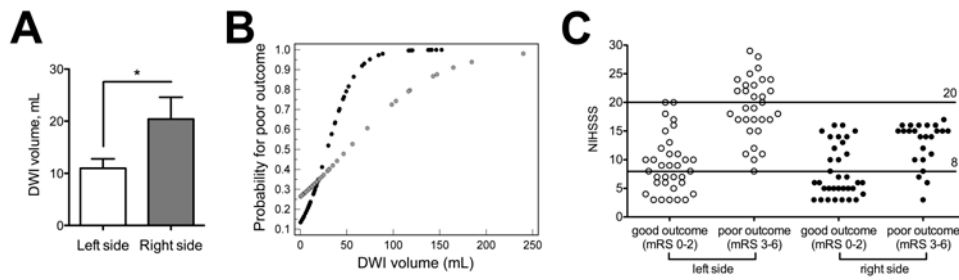 A
DWI volume, mL
30
20
10
0
*
Left side
Right side
B
Probability for poor outcome
1.0
0.9
0.8
0.7
0.6
0.5
0.4
0.3
0.2
0.1
0
50
100
150
200
250
DWI volume (mL)
C
NIHSSS
30
20
10
0
20
8
good outcome
(mRS 0-2)
poor outcome
(mRS 3-6)
good outcome
(mRS 0-2)
poor outcome
(mRS 3-6)
left side
right side